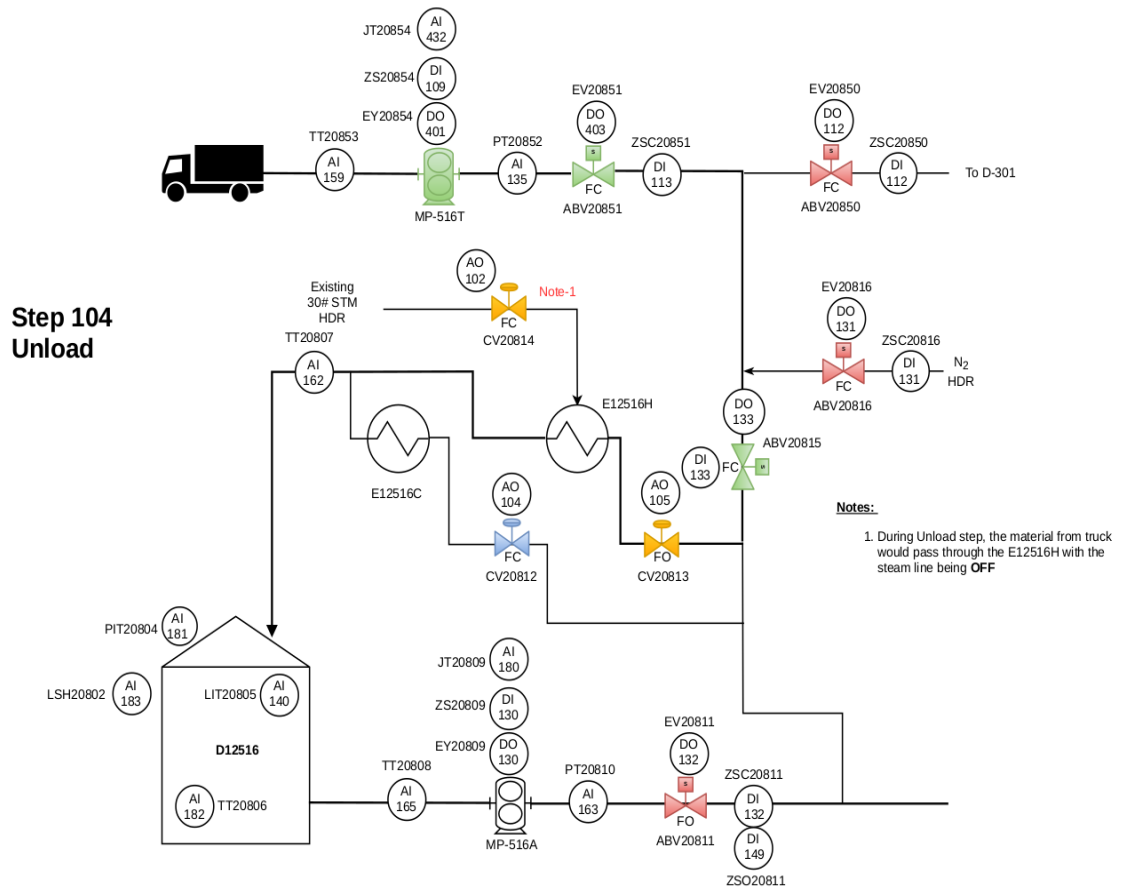 JT20854
AI
432
ZS20854
DI
109
EY20854
DO
401
TT20853
AI
159
MP-516T
PT20852
AI
135
EV20851
DO
403
S
FC
ABV20851
ZSC20851
DI
113
EV20850
DO
112
S
FC
ABV20850
ZSC20850
DI
112
To D-301
Step 104
Unload
Existing
30# STM
HDR
AO
102
FC
CV20814
Note-1
EV20816
DO
131
S
FC
ABV20816
ZSC20816
DI
131
N2
HDR
TT20807
AI
162
E12516H
E12516C
DO
133
ABV20815
DI
133
FC
M
AO
104
FC
CV20812
AO
105
FO
CV20813
Notes:
1. During Unload step, the material from truck
would pass through the E12516H with the
steam line being OFF
PIT20804
AI
181
LSH20802
AI
183
LIT20805
AI
140
D12516
AI
182
TT20806
JT20809
AI
180
ZS20809
DI
130
EY20809
DO
130
TT20808
AI
165
MP-516A
PT20810
AI
163
EV20811
DO
132
S
FO
ABV20811
ZSC20811
DI
132
DI
149
ZSO20811